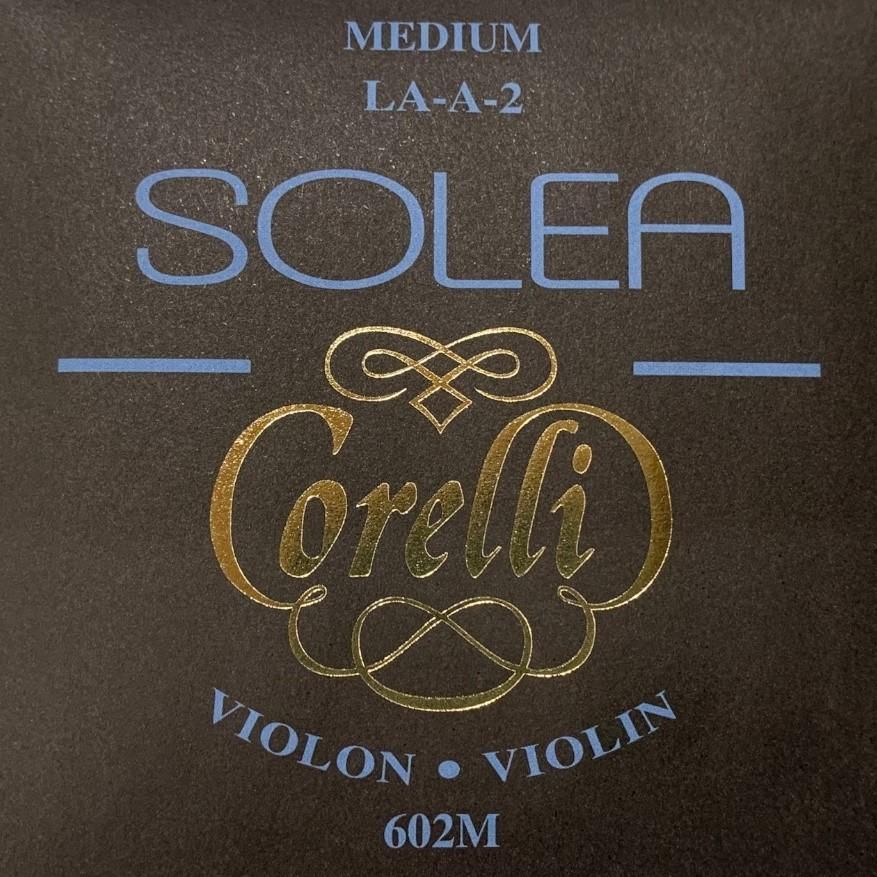 MEDIUM
LA-A-2
SOLEA
Corelli
VIOLON • VIOLIN
602M